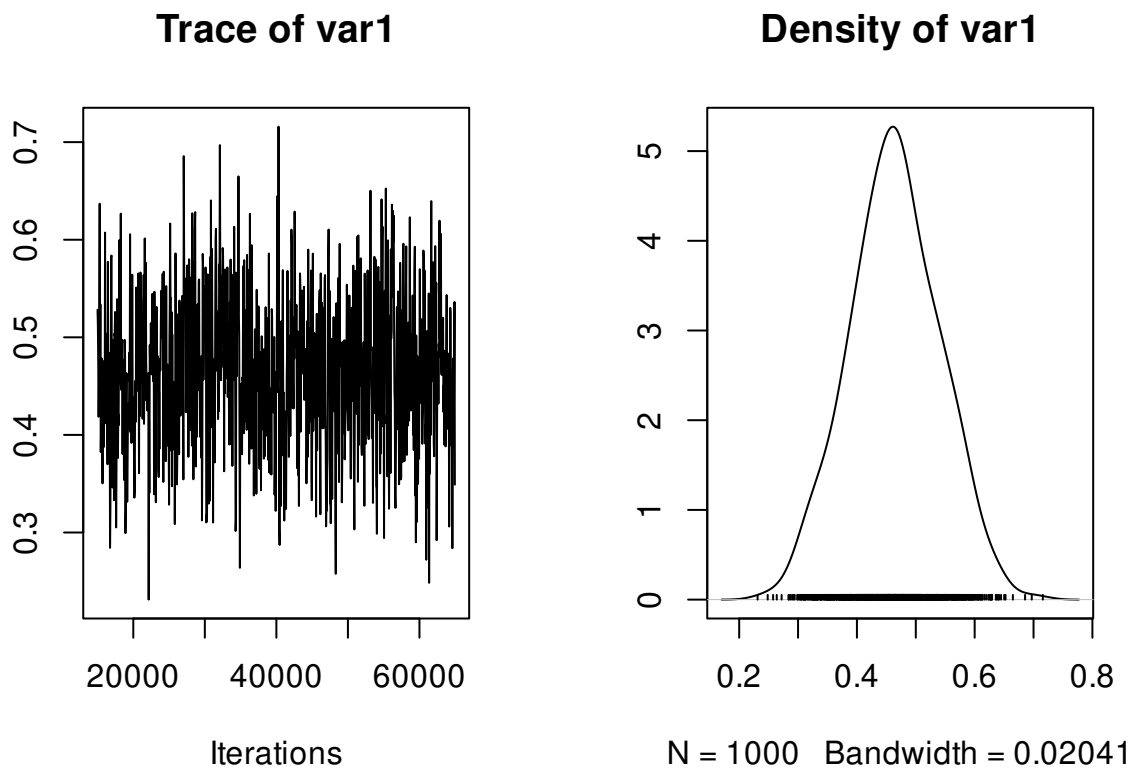 Trace of var1
0.7
0.6
0.5
0.4
0.3
20000 40000 60000
Iterations
Density of var1
5
4
3
2
1
0
0.2 0.4 0.6 0.8
N = 1000 Bandwidth = 0.02041